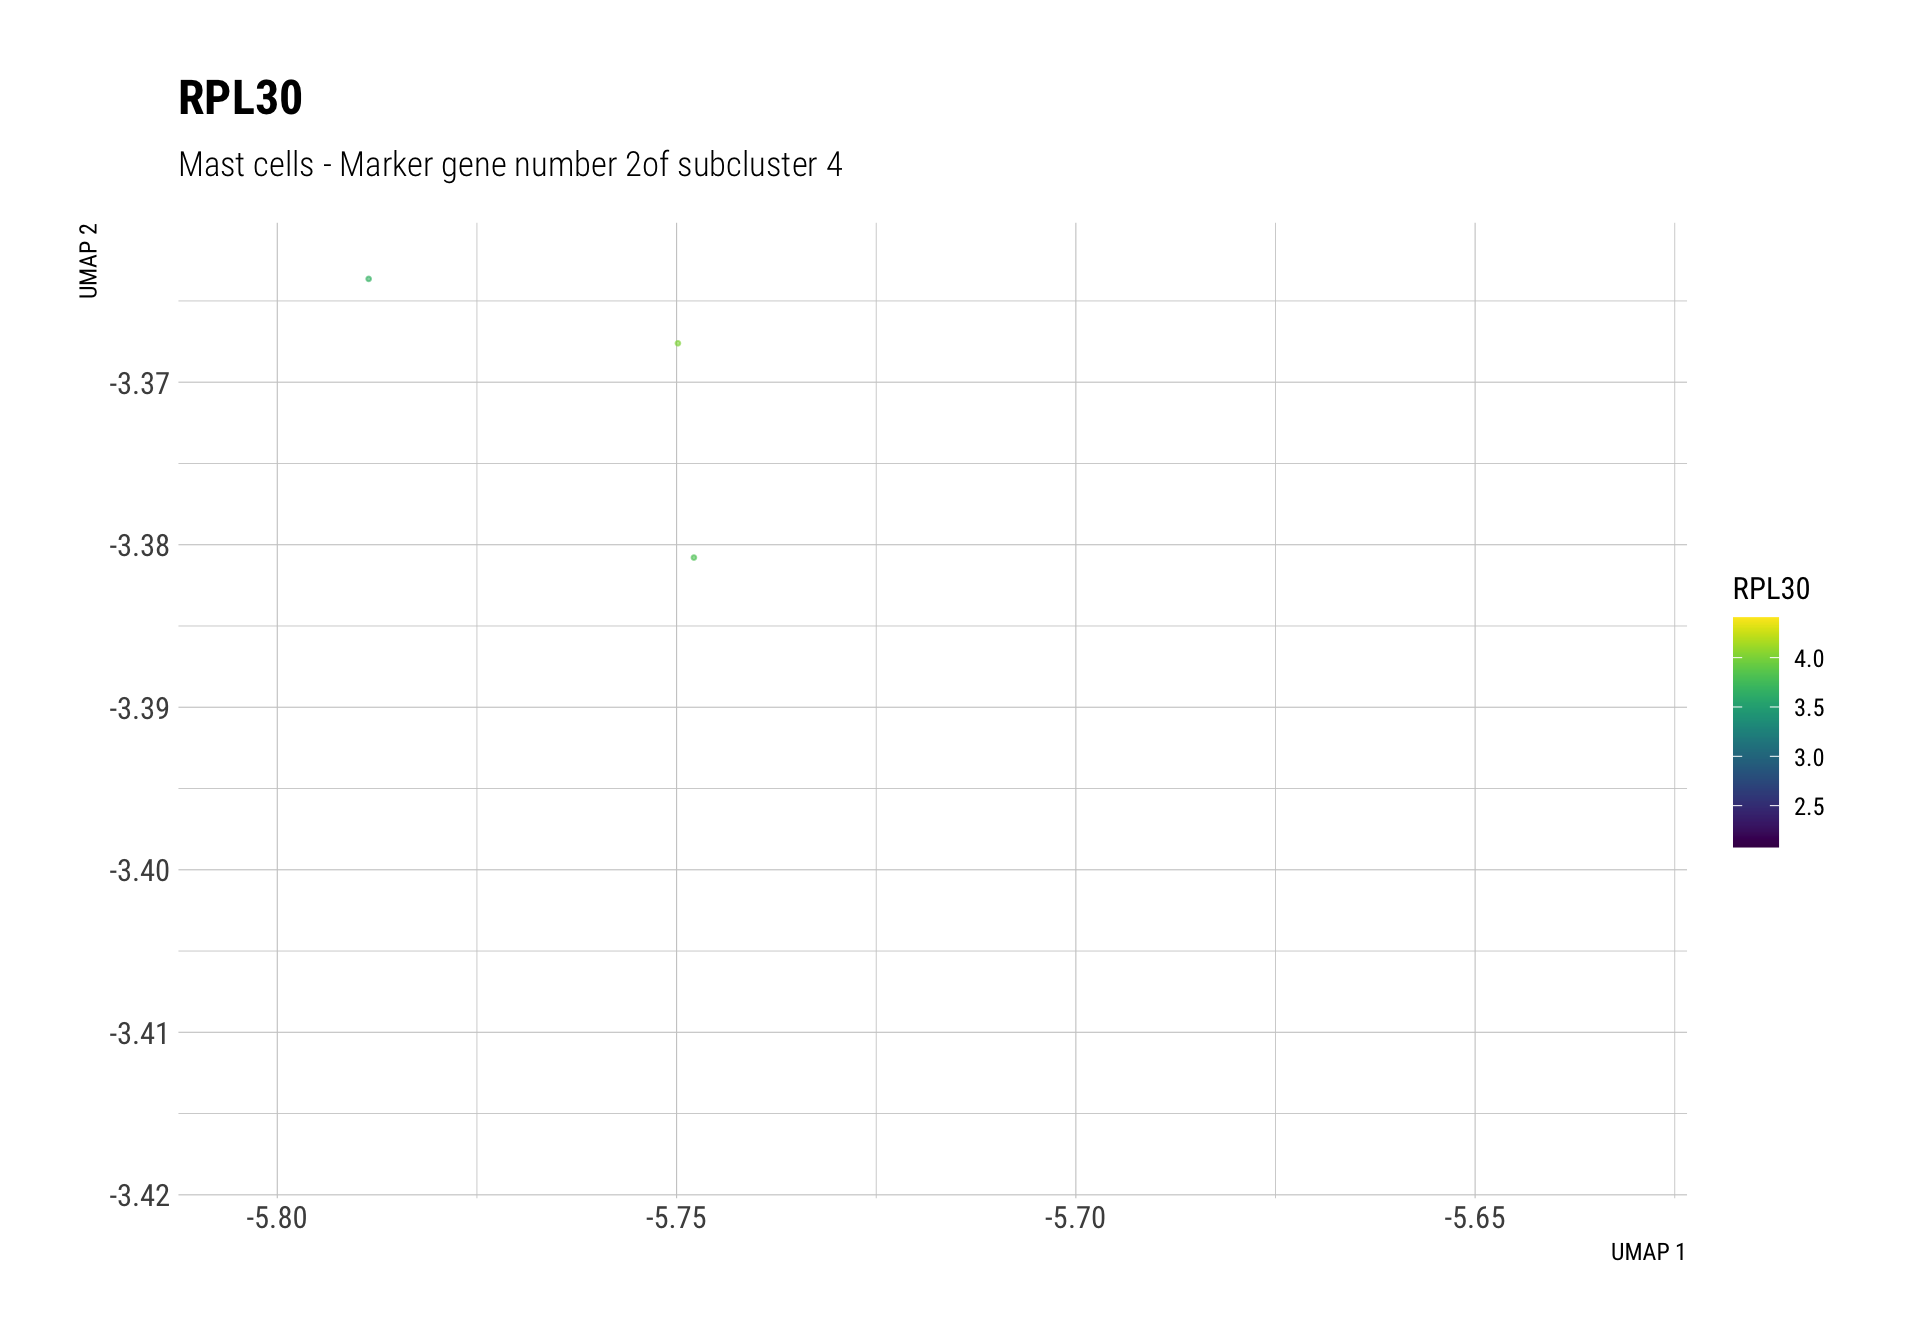 RPL30
Mast cells - Marker gene number 2of subcluster 4
UMAP 2
-3.37
-3.38
-3.39
-3.40
-3.41
-3.42
-5.80
-5.75
-5.70
-5.65
UMAP 1
RPL30
4.0
3.5
3.0
2.5